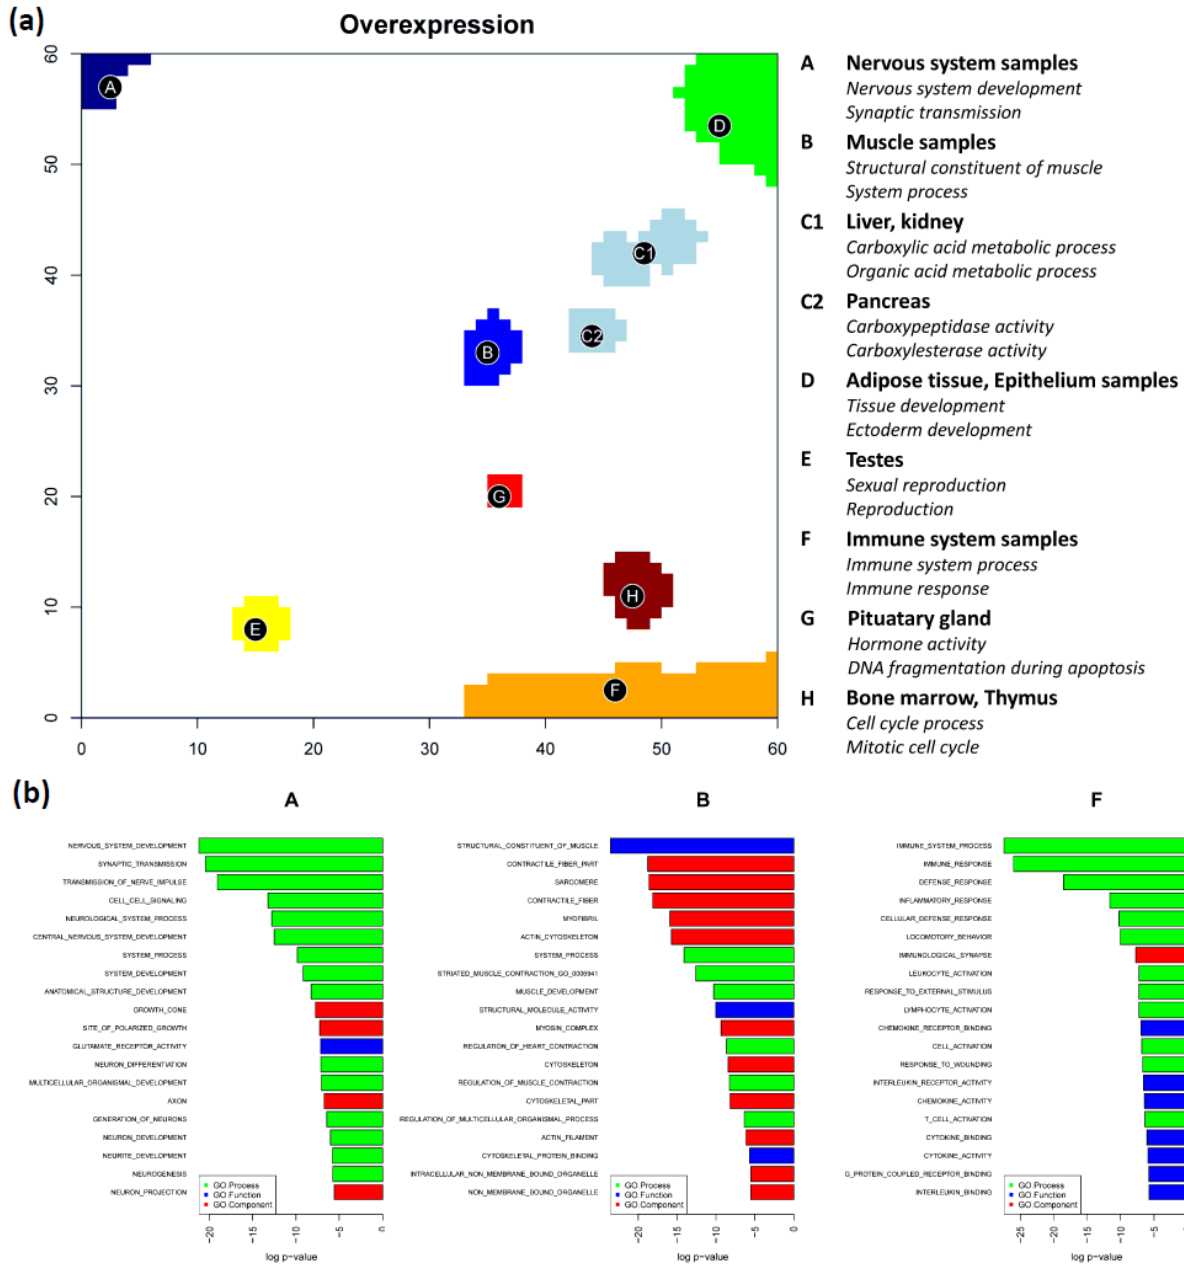 (a)
Overexpression
60
50
40
30
20
10
0
0 10 20 30 40 50 60
A
D
C1
C2
B
G
H
E
F
A Nervous system samples
Nervous system development
Synaptic transmission
B Muscle samples
Structural constituent of muscle
System process
C1 Liver, kidney
Carboxylic acid metabolic process
Organic acid metabolic process
C2 Pancreas
Carboxypeptidase activity
Carboxylesterase activity
D Adipose tissue, Epithelium samples
Tissue development
Ectoderm development
E Testes
Sexual reproduction
Reproduction
F Immune system samples
Immune system process
Immune response
G Pituatary gland
Hormone activity
DNA fragmentation during apoptosis
H Bone marrow, Thymus
Cell cycle process
Mitotic cell cycle
(b)
A
NERVOUS_SYSTEM_DEVELOPMENT
SYNAPTIC_TRANSMISSION
TRANSMISSION_OF_NERVE_IMPULSE
CELL_CELL_SIGNALING
NEUROLOGICAL_SYSTEM_PROCESS
CENTRAL_NERVOUS_SYSTEM_DEVELOPMENT
SYSTEM_PROCESS
SYSTEM_DEVELOPMENT
ANATOMICAL_STRUCTURE_DEVELOPMENT
GROWTH_CONE
SITE_OF_POLARIZED_GROWTH
GLUTAMATE_RECEPTOR_ACTIVITY
NEURON_DIFFERENTIATION
MULTICELLULAR_ORGANISMAL_DEVELOPMENT
AXON
GENERATION_OF_NEURONS
NEURON_DEVELOPMENT
NEURITE_DEVELOPMENT
NEUROGENESIS
NEURON_PROJECTION
GO Process
GO Function
GO Component
-20 -15 -10 -5 0
log p-value
B
STRUCTURAL_CONSTITUENT_OF_MUSCLE
CONTRACTILE_FIBER_PART
SARCOMERE
CONTRACTILE_FIBER
MYOFIBRIL
ACTIN_CYTOSKELETON
SYSTEM_PROCESS
STRIATED_MUSCLE_CONTRACTION_GO_0006941
MUSCLE_DEVELOPMENT
STRUCTURAL_MOLECULE_ACTIVITY
MYOSIN_COMPLEX
REGULATION_OF_HEART_CONTRACTION
CYTOSKELETON
REGULATION_OF_MUSCLE_CONTRACTION
CYTOSKELETAL_PART
REGULATION_OF_MULTICELLULAR_ORGANISMAL_PROCESS
ACTIN_FILAMENT
CYTOSKELETAL_PROTEIN_BINDING
INTRACELLULAR_NON_MEMBRANE_BOUND_ORGANELLE
NON_MEMBRANE_BOUND_ORGANELLE
GO Process
GO Function
GO Component
-20 -15 -10 -5 0
log p-value
F
IMMUNE_SYSTEM_PROCESS
IMMUNE_RESPONSE
DEFENSE_RESPONSE
INFLAMMATORY_RESPONSE
CELLULAR_DEFENSE_RESPONSE
LOCOMOTORY_BEHAVIOR
IMMUNOLOGICAL_SYNAPSE
LEUKOCYTE_ACTIVATION
RESPONSE_TO_EXTERNAL_STIMULUS
LYMPHOCYTE_ACTIVATION
CHEMOKINE_RECEPTOR_BINDING
CELL_ACTIVATION
RESPONSE_TO_WOUNDING
INTERLEUKIN_RECEPTOR_ACTIVITY
CHEMOKINE_ACTIVITY
T_CELL_ACTIVATION
CYTOKINE_BINDING
CYTOKINE_ACTIVITY
G_PROTEIN_COUPLED_RECEPTOR_BINDING
INTERLEUKIN_BINDING
GO Process
GO Function
GO Component
-25 -20 -15 -10 -5 0
log p-value